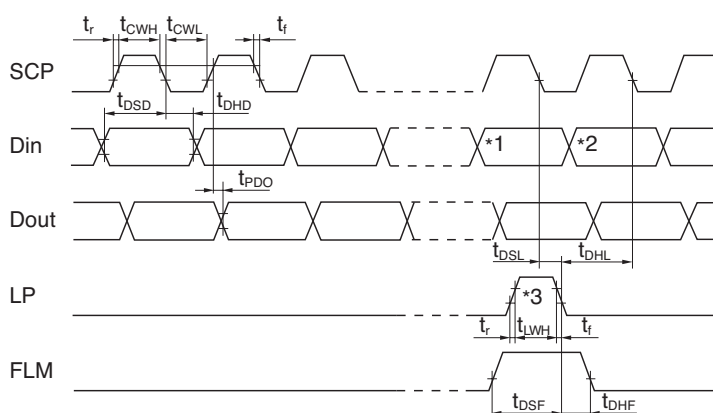 tr tCWH tCWL tf
SCP
tDSD tDHD
Din *1 *2
tPDO
Dout
tDSL tDHL
LP *3
tr tLWH tf
FLM
tDSF tDHF